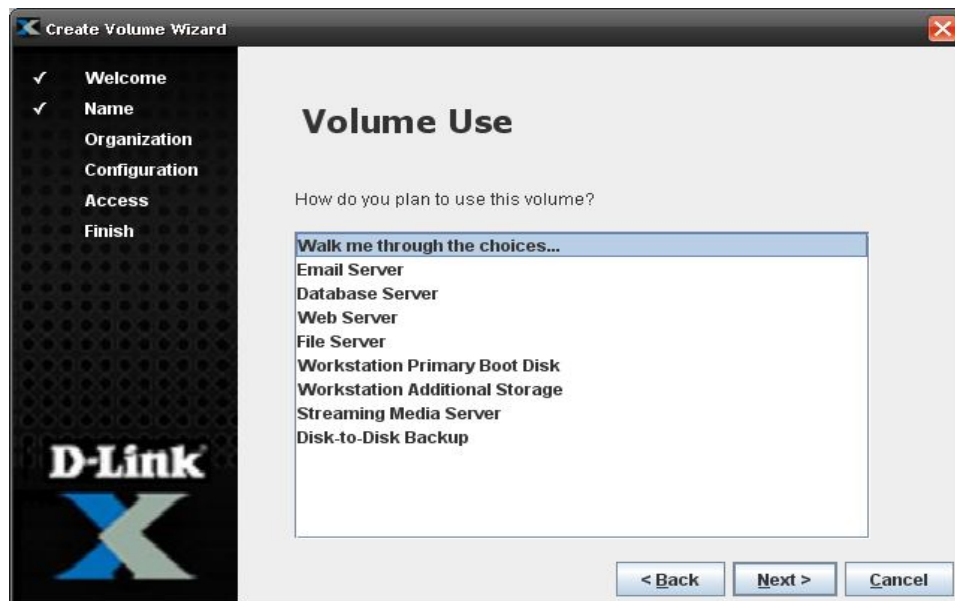 Create Volume Wizard
✓ Welcome
✓ Name
Organization
Configuration
Access
Finish
D-Link
Volume Use
How do you plan to use this volume?
Walk me through the choices...
Email Server
Database Server
Web Server
File Server
Workstation Primary Boot Disk
Workstation Additional Storage
Streaming Media Server
Disk-to-Disk Backup
< Back Next > Cancel